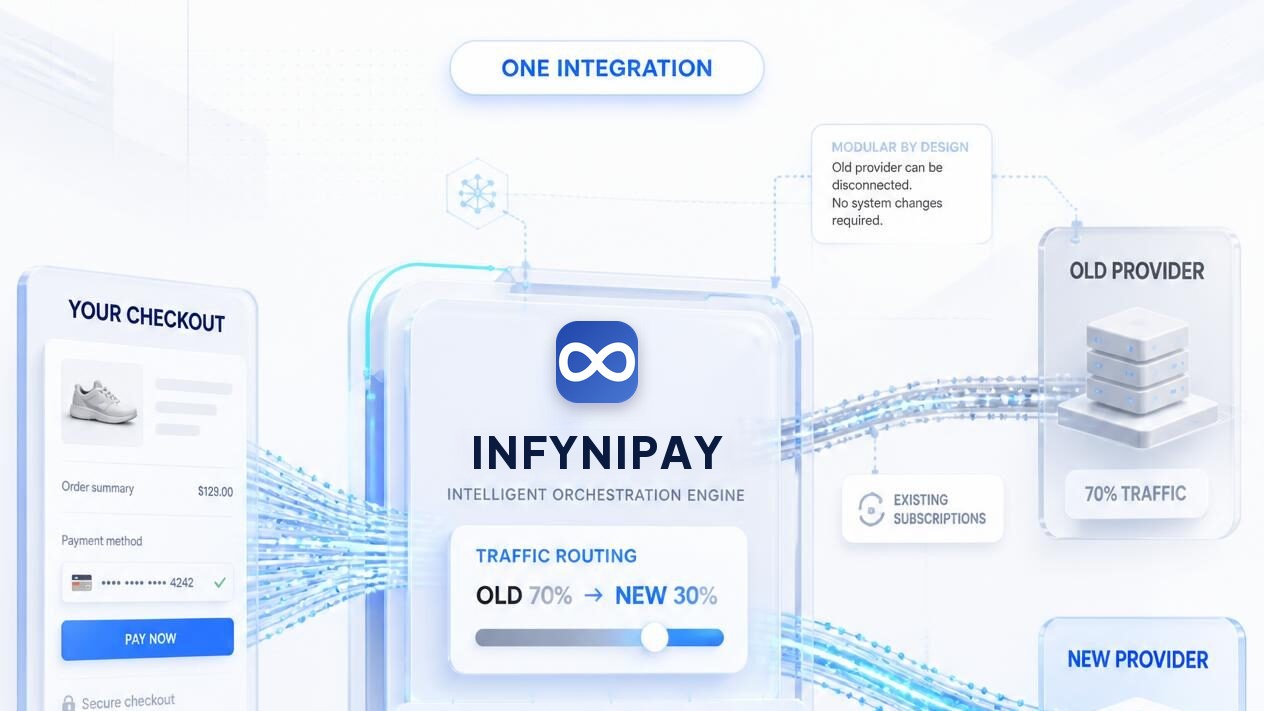 ONE INTEGRATION
MODULAR BY DESIGN
Old provider can be
disconnected.
No system changes
required.
YOUR CHECKOUT
Order summary $129.00
Payment method
•••• •••• •••• 4242
PAY NOW
Secure checkout
INFYNIPAY
INTELLIGENT ORCHESTRATION ENGINE
TRAFFIC ROUTING
OLD 70% → NEW 30%
OLD PROVIDER
70% TRAFFIC
EXISTING
SUBSCRIPTIONS
NEW PROVIDER